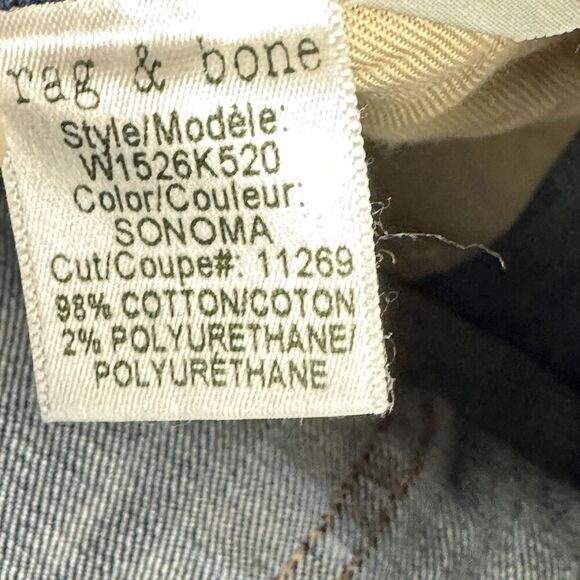 rag & bone
Style/Modèle:
W1526K520
Color/Couleur:
SONOMA
Cut/Coupe#: 11269
98% COTTON/COTON
2% POLYURETHANE/
POLYURÉTHANE